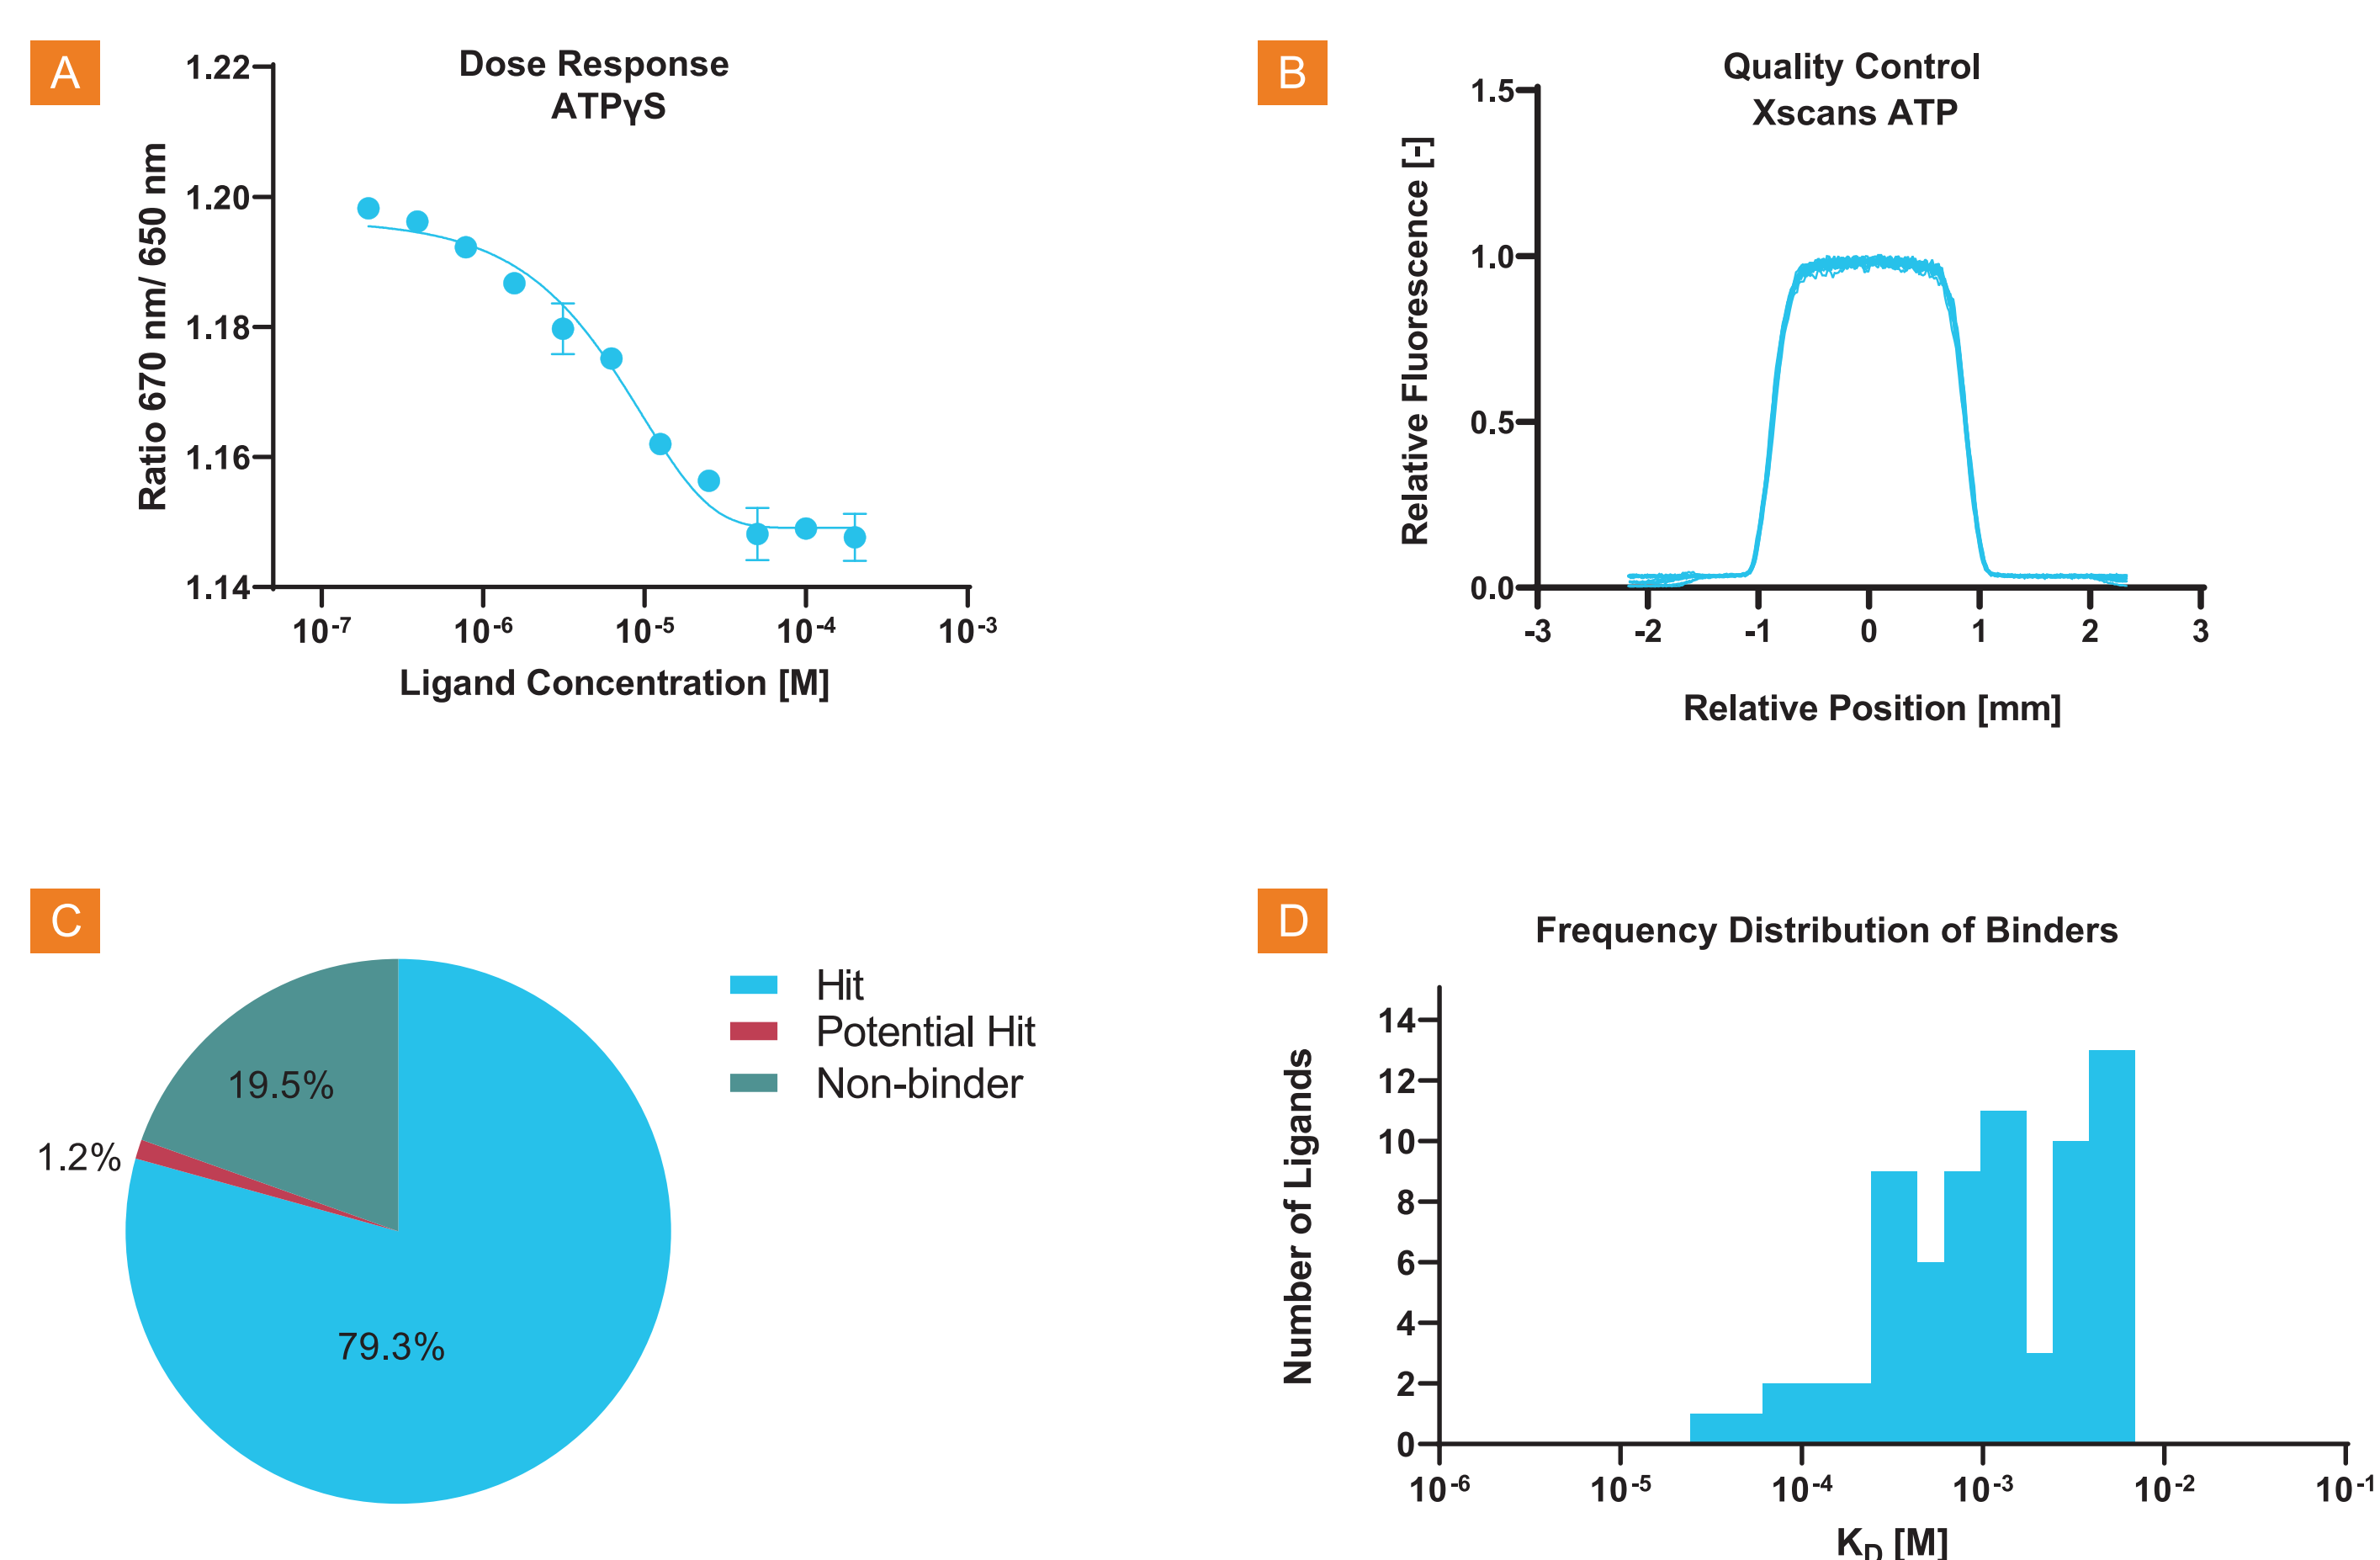 A
Dose Response
ATPγS
Ratio 670 nm/ 650 nm
1.22
1.20
1.18
1.16
1.14
10-7 10-6 10-5 10-4 10-3
Ligand Concentration [M]
B
Quality Control
Xscans ATP
Relative Fluorescence [-]
1.5
1.0
0.5
0.0
-3 -2 -1 0 1 2 3
Relative Position [mm]
C
19.5%
1.2%
79.3%
Hit
Potential Hit
Non-binder
D
Frequency Distribution of Binders
Number of Ligands
14
12
10
8
6
4
2
0
10-6 10-5 10-4 10-3 10-2 10-1
KD [M]